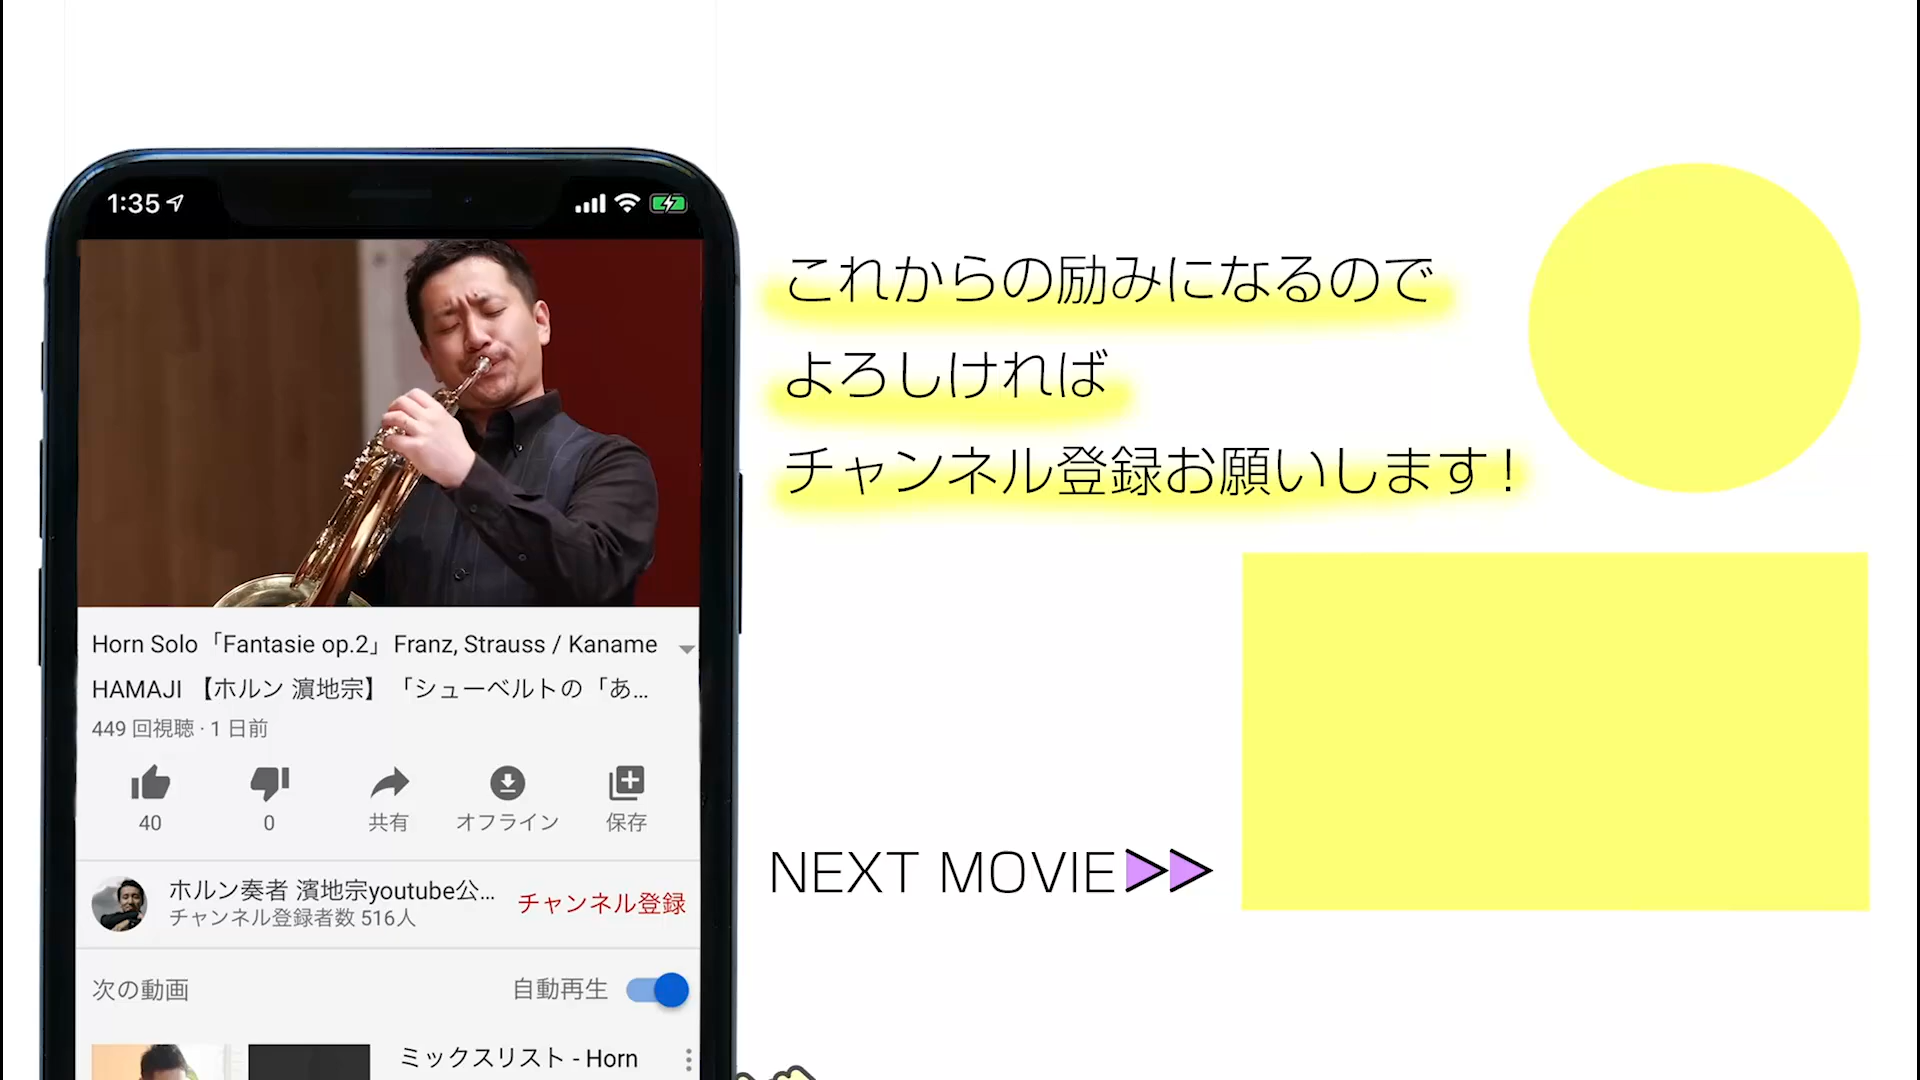 1:35
Horn Solo「Fantasie op.2」Franz, Strauss / Kaname
HAMAJI 【ホルン 濵地宗】 「シューベルトの「あ...
449 回視聴 · 1 日前
40
0
共有
オフライン
保存
ホルン奏者 濵地宗youtube公...
チャンネル登録者数 516人
チャンネル登録
次の動画
自動再生
ミックスリスト - Horn
これからの励みになるので
よろしければ
チャンネル登録お願いします！
NEXT MOVIE